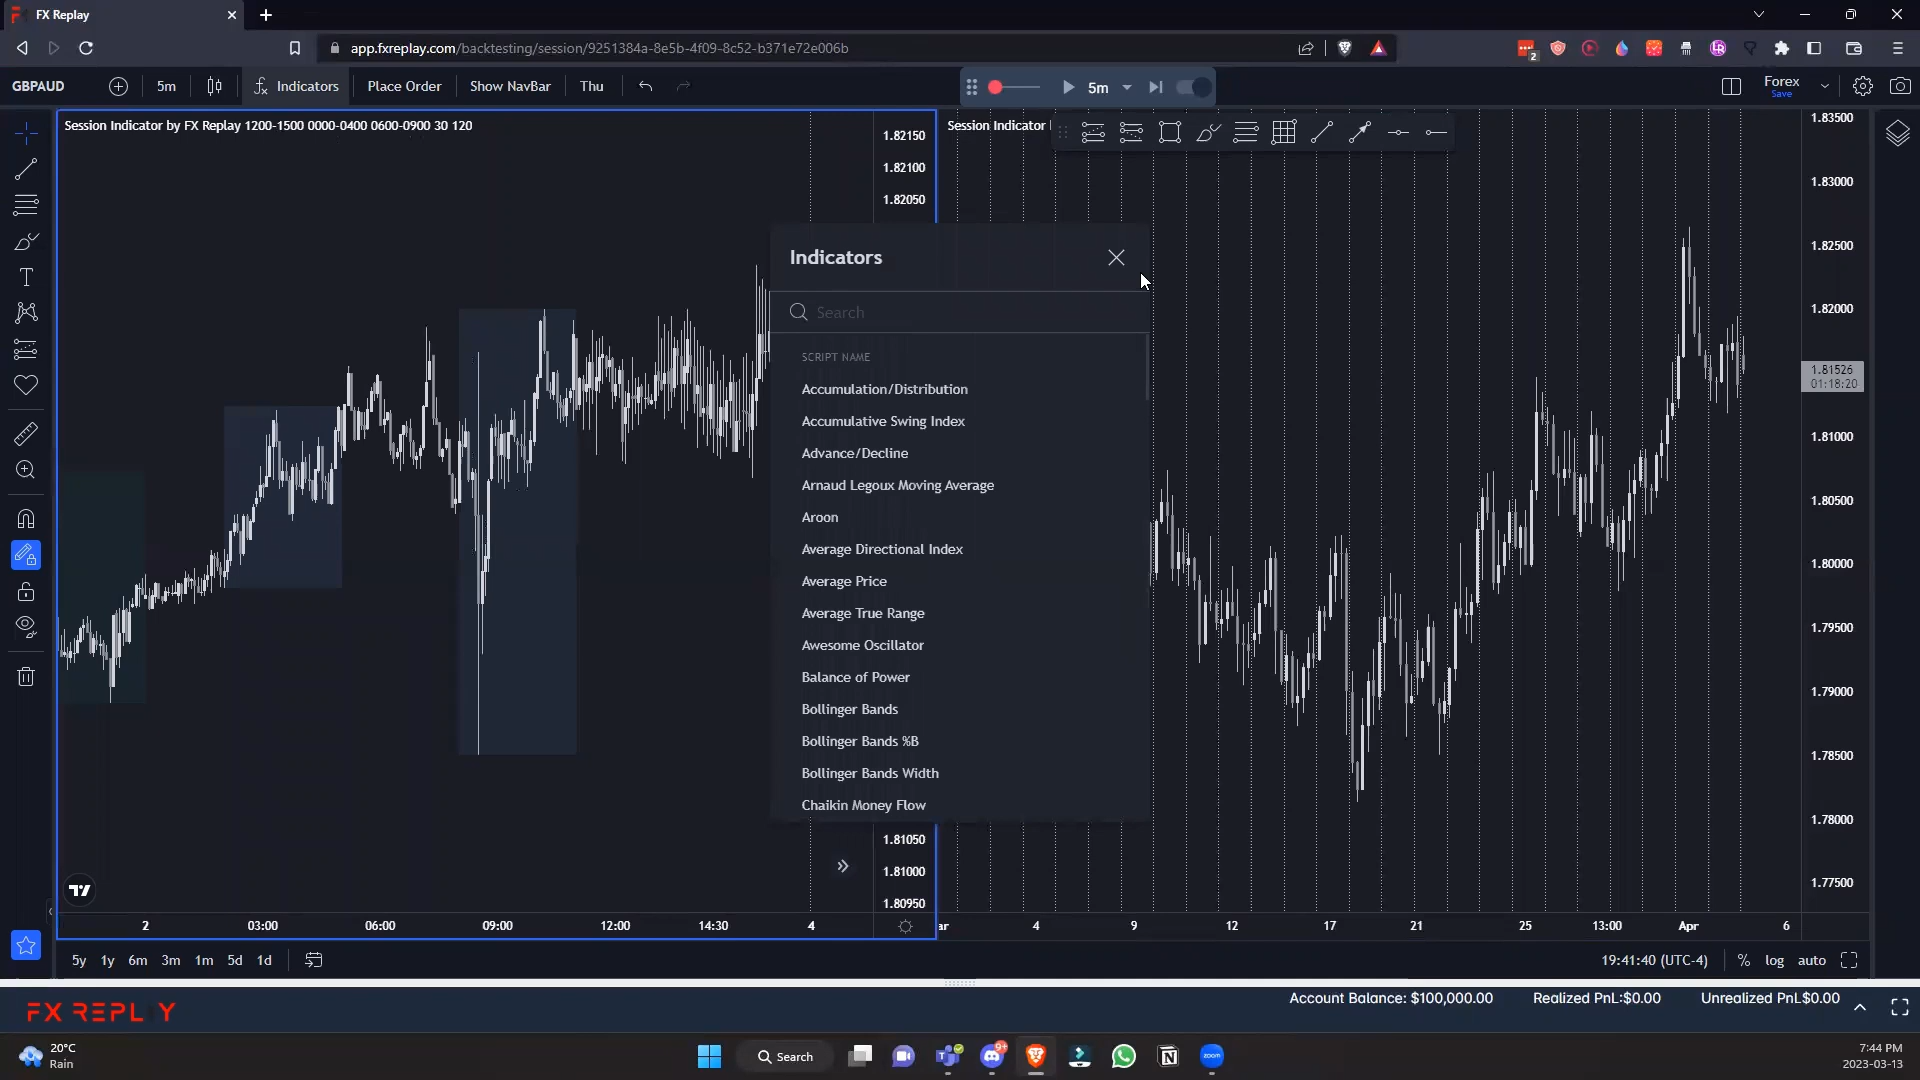 FX Replay
app.fxreplay.com/backtesting/session/9251384a-8e5b-4f09-8c52-b371e72e006b
2
GBPAUD
5m
Indicators
Place Order
Show NavBar
Thu
5m
Forex
Save
Session Indicator by FX Replay 1200-1500 0000-0400 0600-0900 30 120
Session Indicator
1.82150
1.82100
1.82050
1.81050
1.81000
1.80950
Indicators
Search
SCRIPT NAME
Accumulation/Distribution
Accumulative Swing Index
Advance/Decline
Arnaud Legoux Moving Average
Aroon
Average Directional Index
Average Price
Average True Range
Awesome Oscillator
Balance of Power
Bollinger Bands
Bollinger Bands %B
Bollinger Bands Width
Chaikin Money Flow
1.83500
1.83000
1.82500
1.82000
1.81526
01:18:20
1.81000
1.80500
1.80000
1.79500
1.79000
1.78500
1.78000
1.77500
2 03:00 06:00 09:00 12:00 14:30 4
ar 4 9 12 17 21 25 13:00 Apr 6
5y 1y 6m 3m 1m 5d 1d
19:41:40 (UTC-4) % log auto
FX REPLAY
Account Balance: $100,000.00 Realized PnL:$0.00 Unrealized PnL$0.00
20°C
Rain
Search
9+
zoom
7:44 PM
2023-03-13